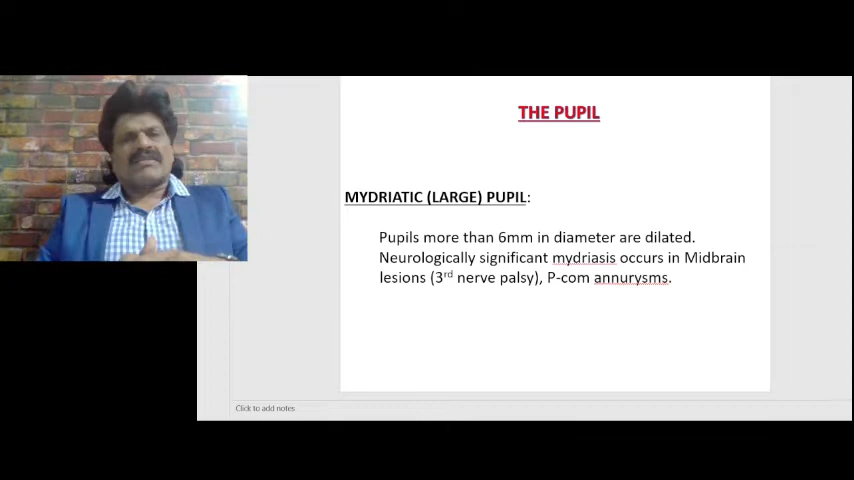 THE PUPIL
MYDRIATIC (LARGE) PUPIL:
Pupils more than 6mm in diameter are dilated.
Neurologically significant mydriasis occurs in Midbrain
lesions (3rd nerve palsy), P-com annurysms.
Click to add notes